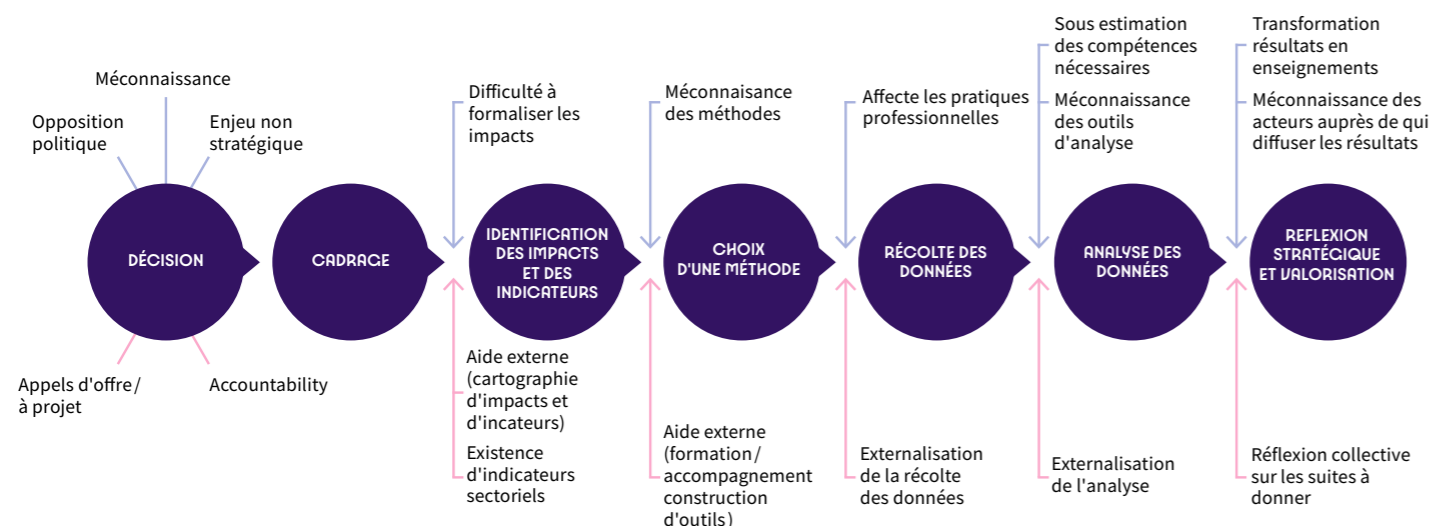 Méconnaissance
Opposition
politique
Enjeu non
stratégique
Difficulté à
formaliser les
impacts
Méconnaisance
des méthodes
Affecte les pratiques
professionnelles
Sous estimation
des compétences
nécessaires
Méconnaissance
des outils
d'analyse
Transformation
résultats en
enseignements
Méconnaissance des
acteurs auprès de qui
diffuser les résultats
DÉCISION
CADRAGE
IDENTIFICATION
DES IMPACTS
ET DES
INDICATEURS
CHOIX
D'UNE MÉTHODE
RÉCOLTE DES
DONNÉES
ANALYSE DES
DONNÉES
REFLEXION
STRATÉGIQUE
ET VALORISATION
Appels d'offre/
à projet
Accountability
Aide externe
(cartographie
d'impacts et
d'incateurs)
Existence
d'indicateurs
sectoriels
Aide externe
(formation/
accompagnement
construction
d'outils)
Externalisation
de la récolte
des données
Externalisation
de l'analyse
Réflexion collective
sur les suites à
donner